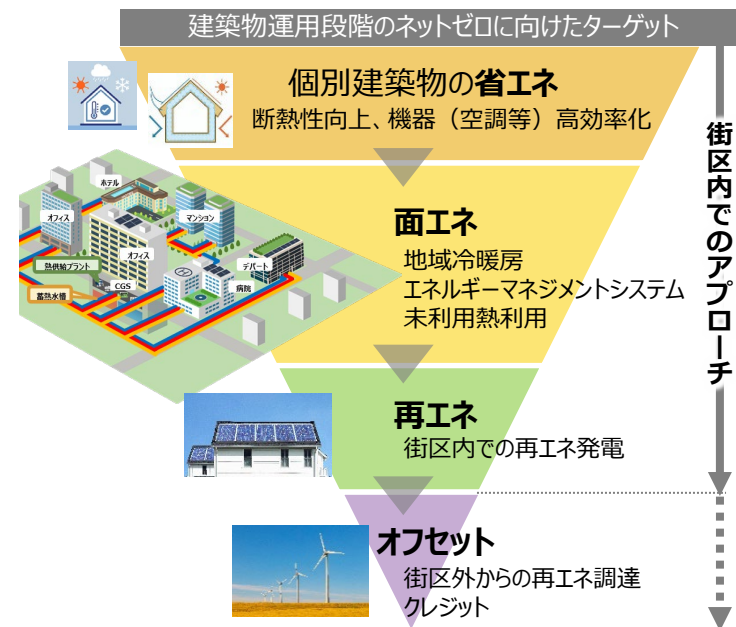 建築物運用段階のネットゼロに向けたターゲット
個別建築物の省エネ
断熱性向上、機器（空調等）高効率化
ホテル
オフィス
マンション
オフィス
デパート
熱供給プラント
CGS
病院
蓄熱水槽
H
面エネ
地域冷暖房
エネルギーマネジメントシステム
未利用熱利用
再エネ
街区内での再エネ発電
オフセット
街区外からの再エネ調達
クレジット
街区内でのアプローチ